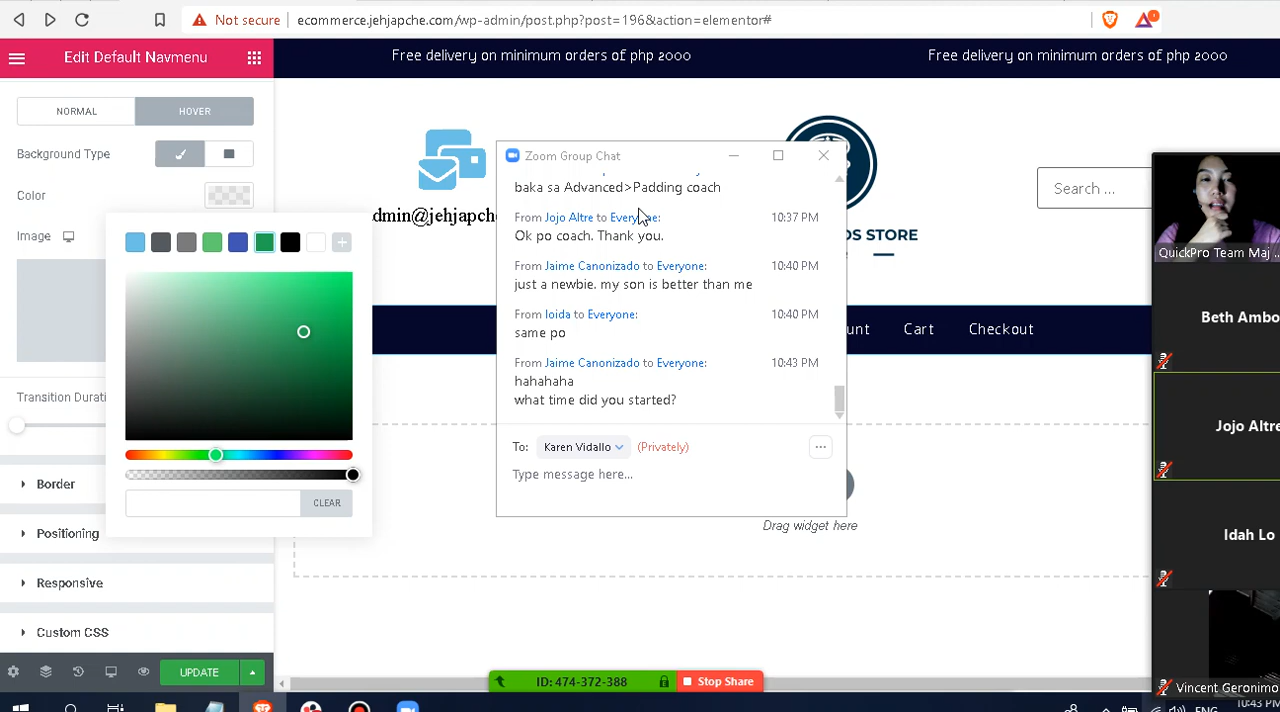 Not secure
ecommerce.jehjapche.com/wp-admin/post.php?post=196&action=elementor#
Edit Default Navmenu
Free delivery on minimum orders of php 2000
Free delivery on minimum orders of php 2000
NORMAL
HOVER
Background Type
Color
Image
Transition
Border
Positioning
Responsive
Custom CSS
UPDATE
CLEAR
Zoom Group Chat
baka sa Advanced>Padding coach
From Jojo Altre to Everyone:
10:37 PM
Ok po coach. Thank you.
From Jaime Canonizado to Everyone:
10:40 PM
just a newbie. my son is better than me
From loida to Everyone:
10:40 PM
same po
From Jaime Canonizado to Everyone:
10:43 PM
hahahaha
what time did you started?
To:
Karen Vidallo
(Privately)
...
Type message here...
Search ...
STORE
Cart
Checkout
Drag widget here
QuickPro Team Maj ...
Beth Ambo
Jojo Altre
Idah Lo
Vincent Geronimo
ID: 474-372-388
Stop Share
ENG
10:43 PM